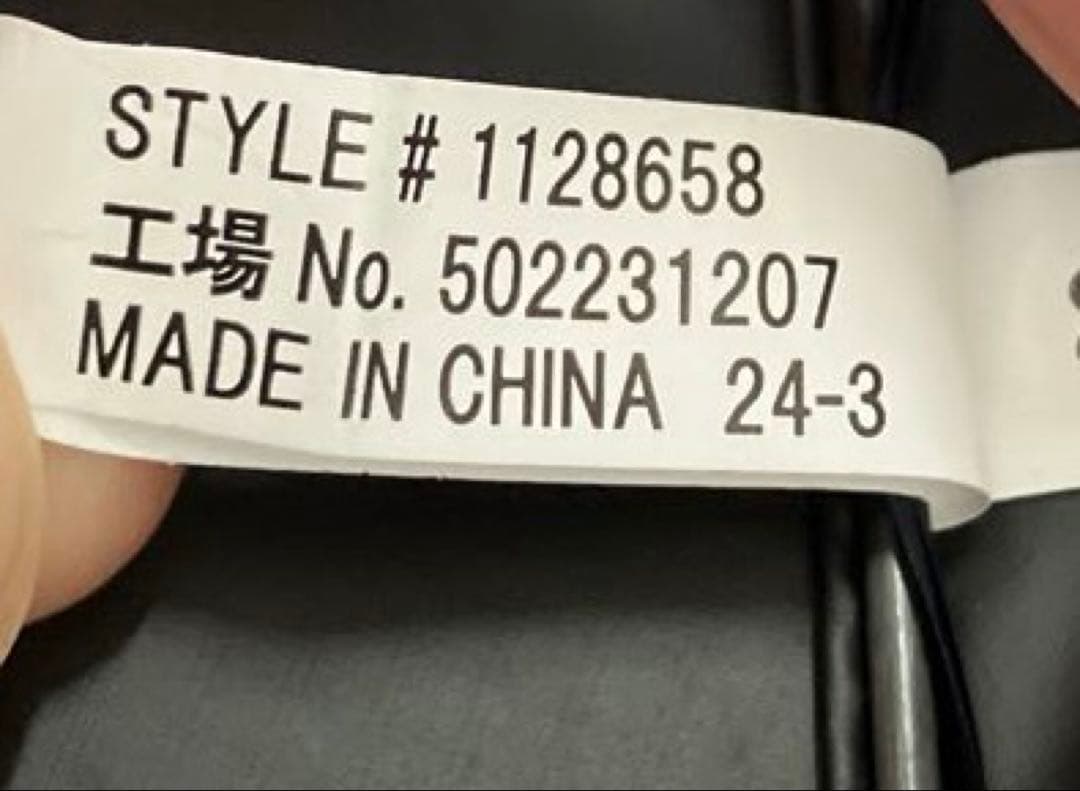 STYLE # 1128658
工場 No. 502231207
MADE IN CHINA 24-3